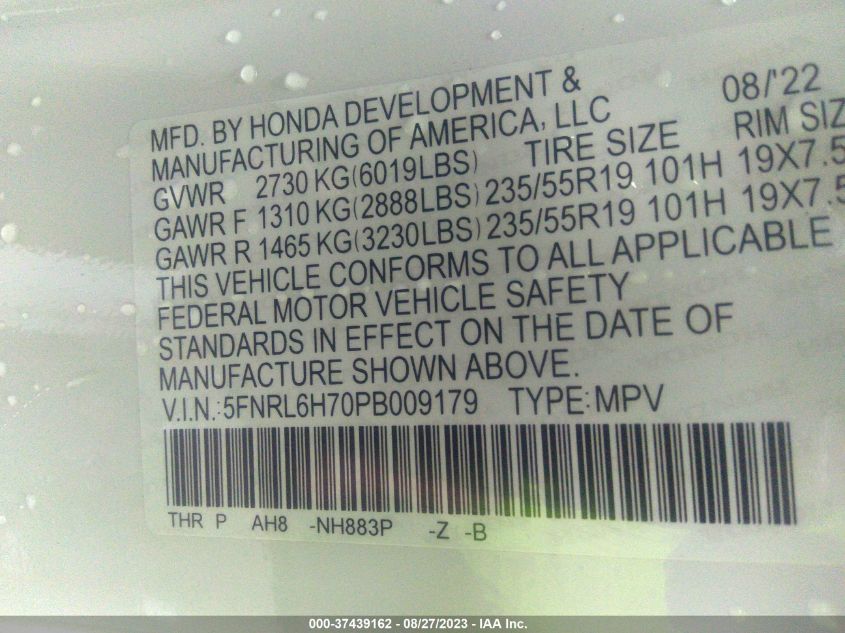 MFD. BY HONDA DEVELOPMENT & 08/'22
MANUFACTURING OF AMERICA, LLC
GVWR 2730 KG(6019LBS) TIRE SIZE RIM SIZ
GAWR F 1310 KG(2888LBS) 235/55R19 101H 19X7.5
GAWR R 1465 KG(3230LBS) 235/55R19 101H 19X7.5
THIS VEHICLE CONFORMS TO ALL APPLICABLE
FEDERAL MOTOR VEHICLE SAFETY
STANDARDS IN EFFECT ON THE DATE OF
MANUFACTURE SHOWN ABOVE.
V.I.N.:5FNRL6H70PB009179 TYPE:MPV
THR P AH8 -NH883P -Z -B
000-37439162 - 08/27/2023 - IAA Inc.